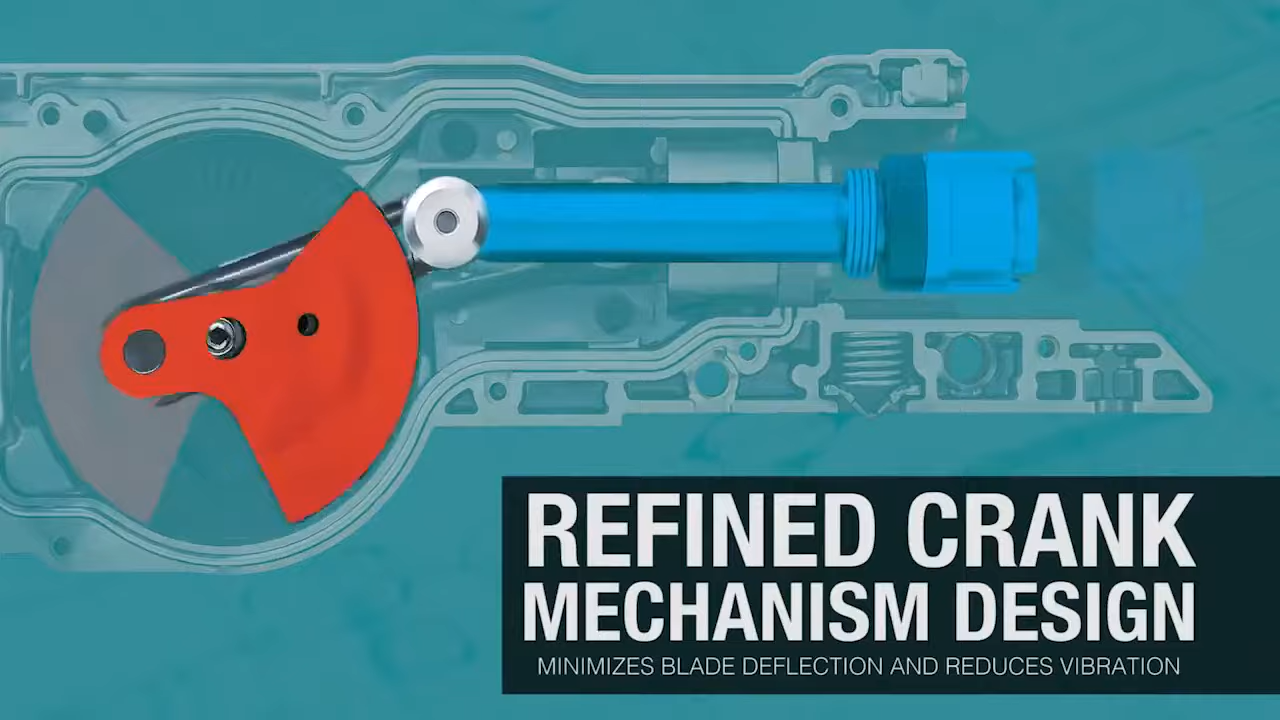 REFINED CRANK
MECHANISM DESIGN
MINIMIZES BLADE DEFLECTION AND REDUCES VIBRATION